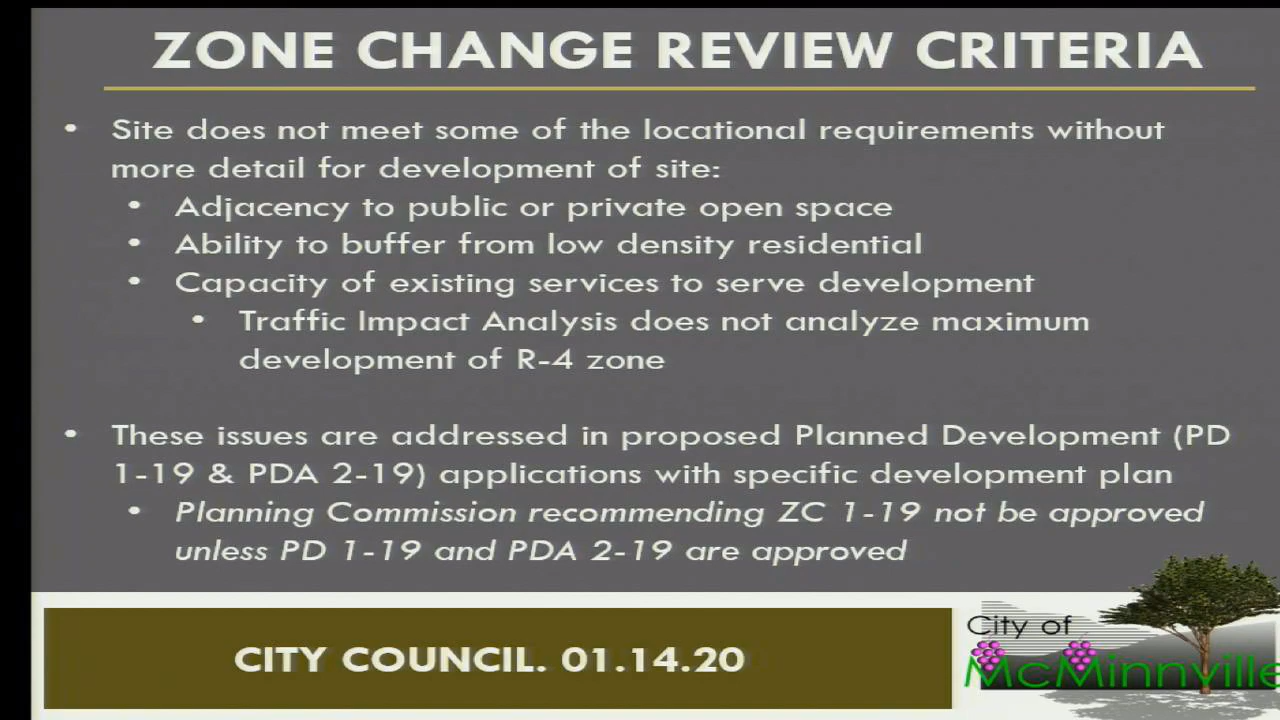 ZONE CHANGE REVIEW CRITERIA
• Site does not meet some of the locational requirements without
more detail for development of site:
• Adjacency to public or private open space
• Ability to buffer from low density residential
• Capacity of existing services to serve development
• Traffic Impact Analysis does not analyze maximum
development of R-4 zone
• These issues are addressed in proposed Planned Development (PD
1-19 & PDA 2-19) applications with specific development plan
• Planning Commission recommending ZC 1-19 not be approved
unless PD 1-19 and PDA 2-19 are approved
CITY COUNCIL. 01.14.20
City of
McMinnville